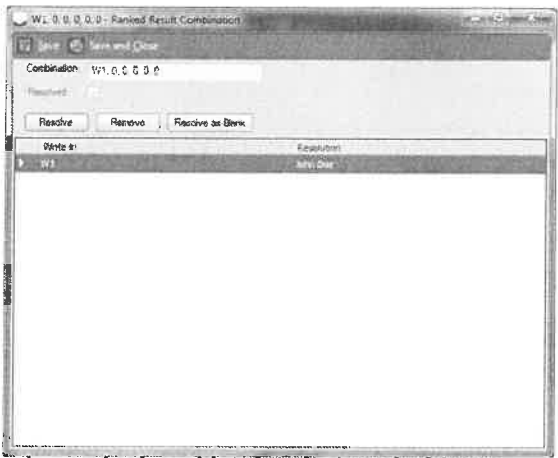 W1, 0, 0, 0, 0, 0 - Ranked Result Combination
Save Save and Close
Combination W1, 0, 0, 0, 0, 0
Resolved
Resolve Remove Resolve as Blank
Write in Resolution
W1 John Doe